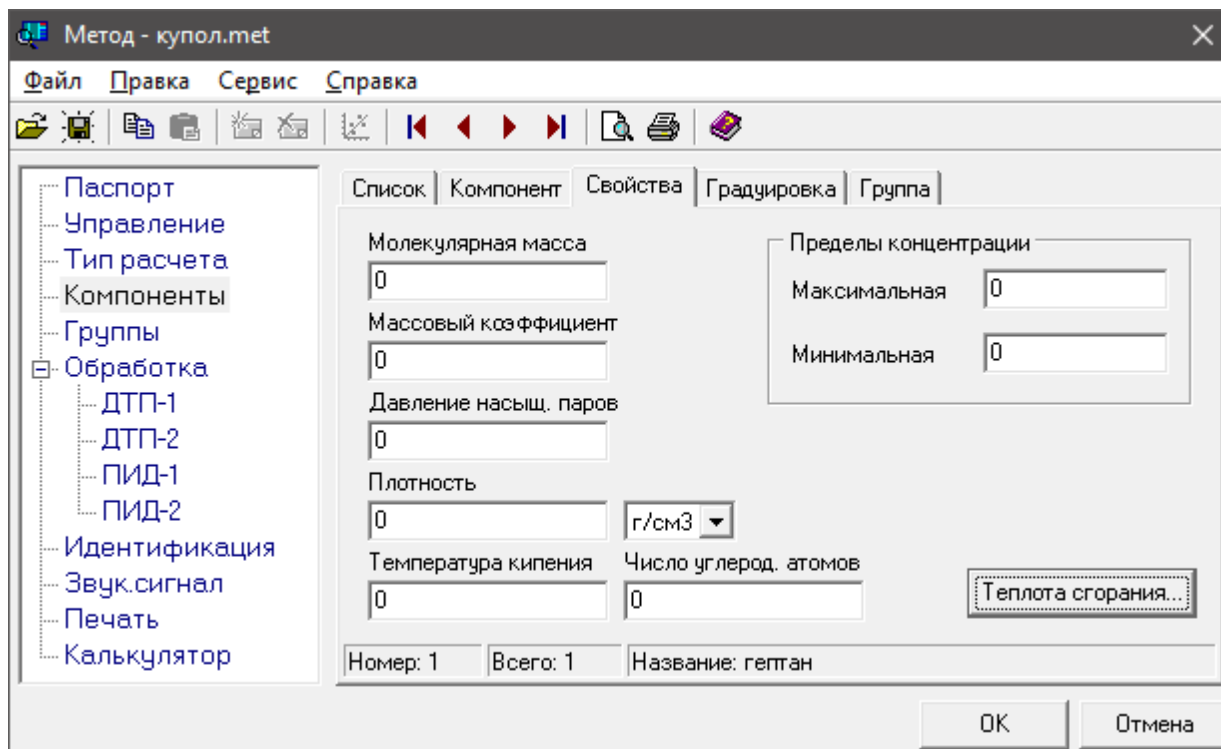 Метод - купол.met
Файл Правка Сервис Справка
Паспорт
Управление
Тип расчета
Компоненты
Группы
Обработка
ДТП-1
ДТП-2
ПИД-1
ПИД-2
Идентификация
Звук.сигнал
Печать
Калькулятор
Список Компонент Свойства Градуировка Группа
Молекулярная масса
0
Массовый коэффициент
0
Давление насыщ. паров
0
Плотность
0 г/см3
Температура кипения Число углерод. атомов
0 0
Пределы концентрации
Максимальная 0
Минимальная 0
Теплота сгорания...
Номер: 1 Всего: 1 Название: гептан
OK Отмена